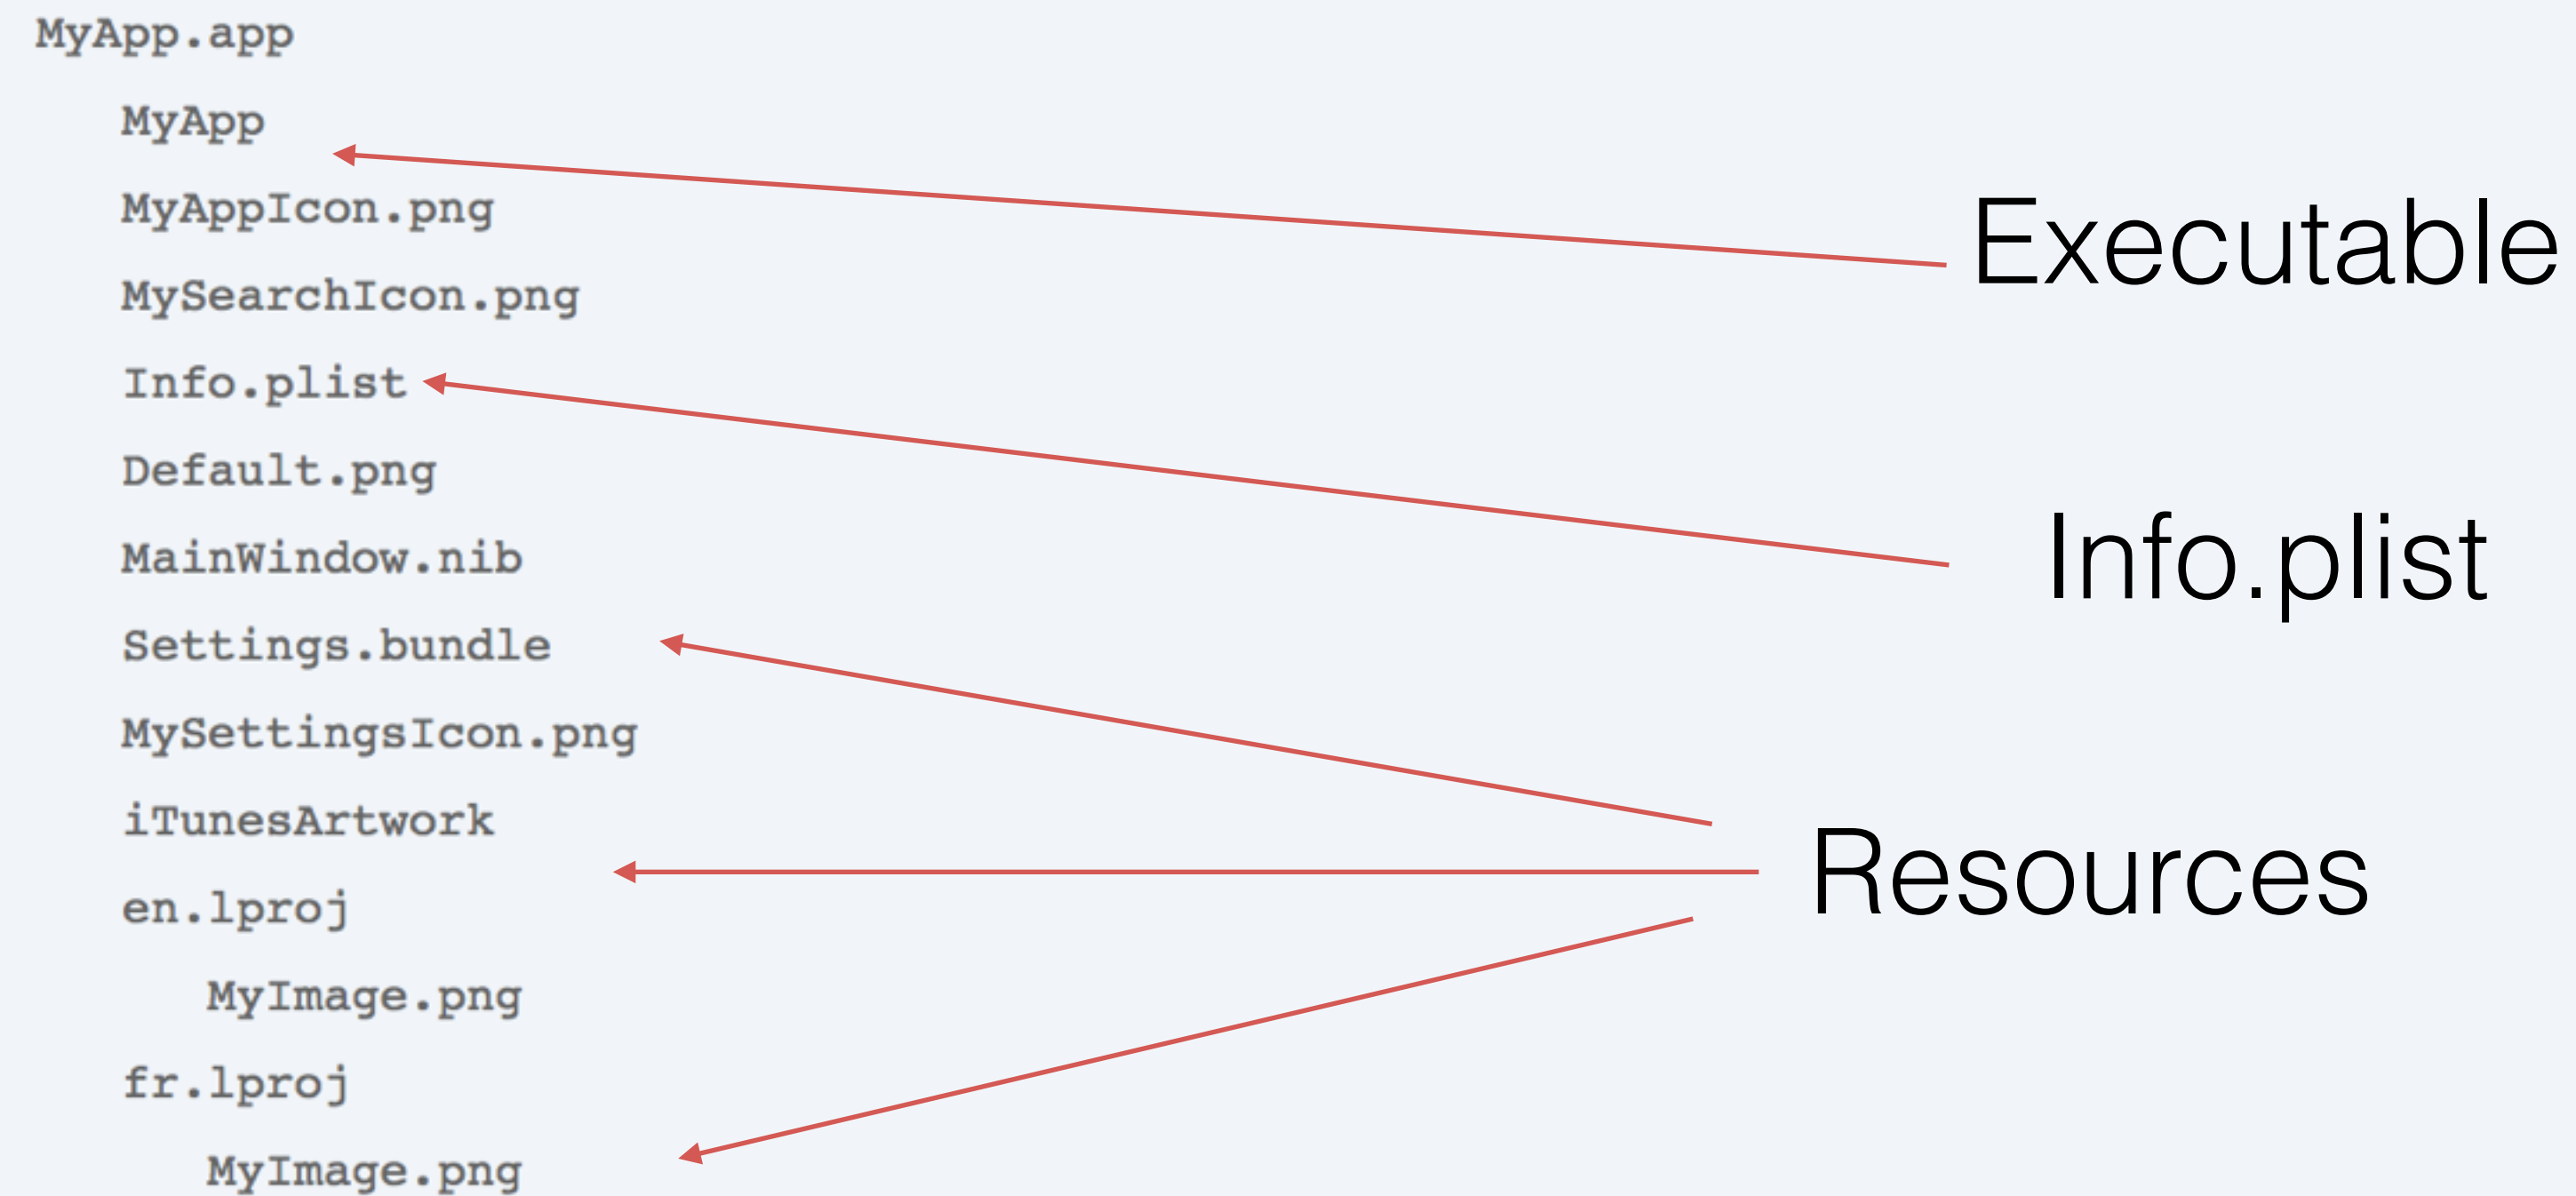 MyApp.app
MyApp
MyAppIcon.png
MySearchIcon.png
Info.plist
Default.png
MainWindow.nib
Settings.bundle
MySettingsIcon.png
iTunesArtwork
en.lproj
MyImage.png
fr.lproj
MyImage.png
Executable
Info.plist
Resources